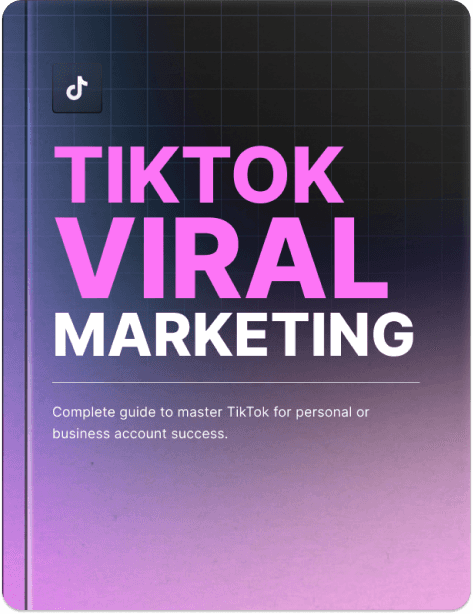 TIKTOK
VIRAL
MARKETING
Complete guide to master TikTok for personal or
business account success.